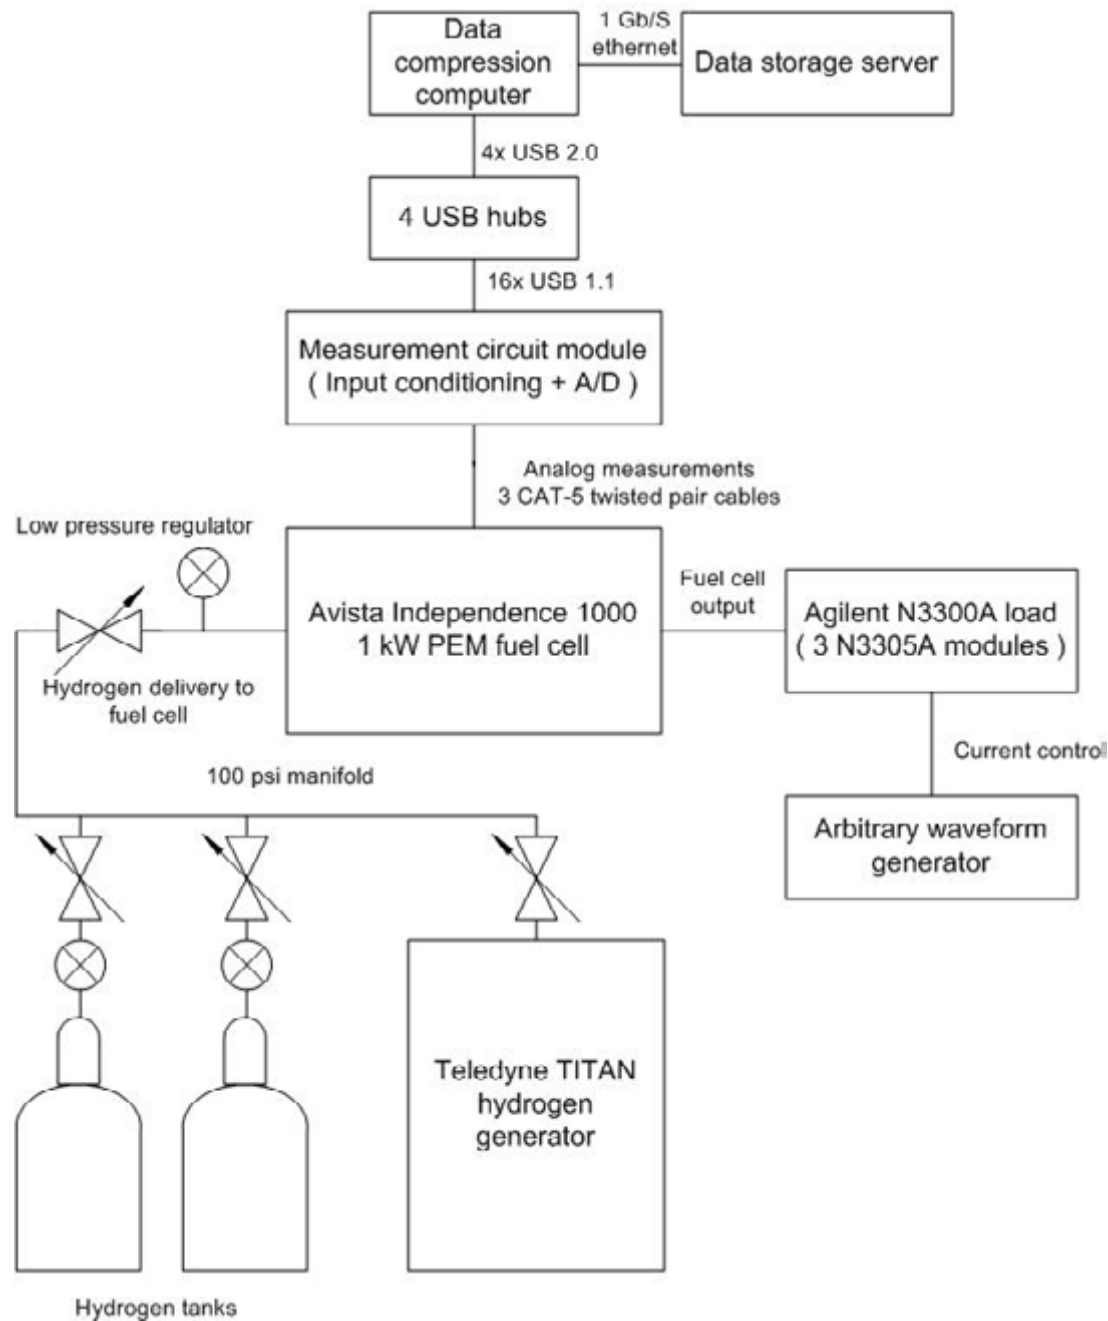 Data
compression
computer
1 Gb/S
ethernet
Data storage server
4x USB 2.0
4 USB hubs
16x USB 1.1
Measurement circuit module
( Input conditioning + A/D )
Analog measurements
3 CAT-5 twisted pair cables
Low pressure regulator
Avista Independence 1000
1 kW PEM fuel cell
Fuel cell
output
Agilent N3300A load
( 3 N3305A modules )
Hydrogen delivery to
fuel cell
Current control
100 psi manifold
Arbitrary waveform
generator
Teledyne TITAN
hydrogen
generator
Hydrogen tanks